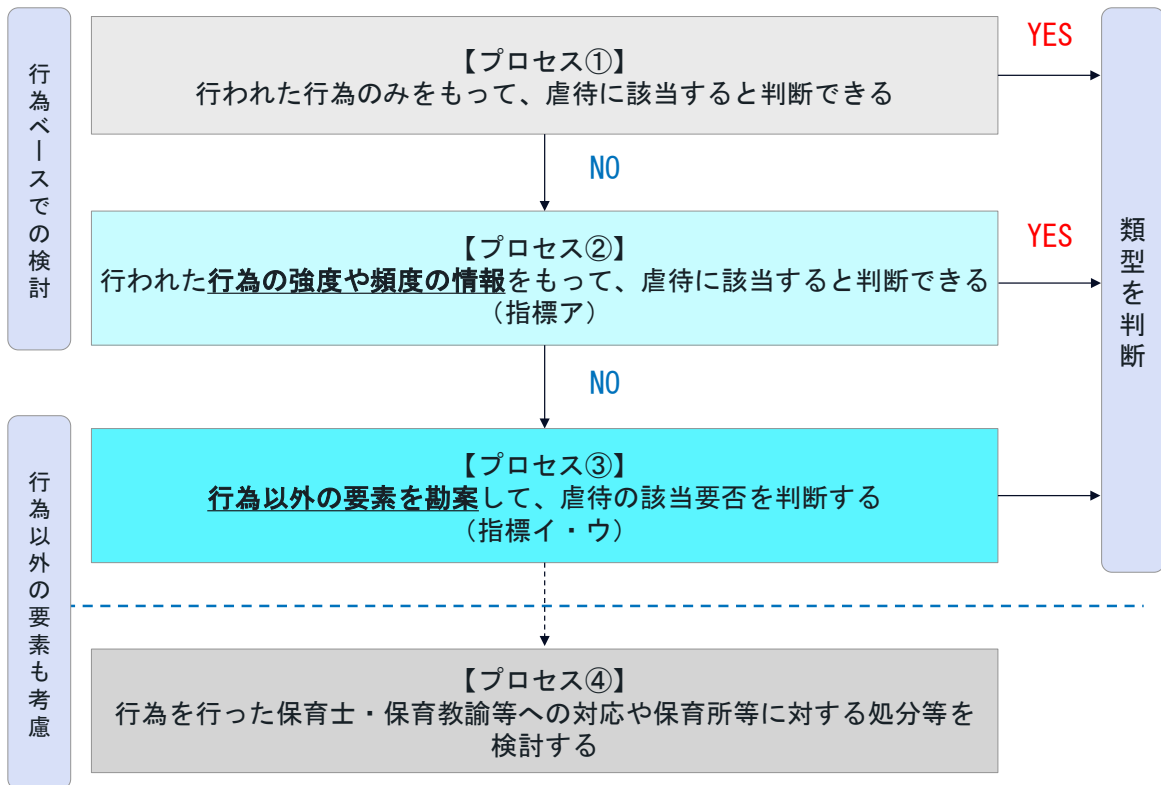 行為ベースでの検討
【プロセス①】
行われた行為のみをもって、虐待に該当すると判断できる
YES
NO
【プロセス②】
行われた行為の強度や頻度の情報をもって、虐待に該当すると判断できる
（指標ア）
YES
類型を判断
NO
行為以外の要素も考慮
【プロセス③】
行為以外の要素を勘案して、虐待の該当要否を判断する
（指標イ・ウ）
【プロセス④】
行為を行った保育士・保育教諭等への対応や保育所等に対する処分等を
検討する